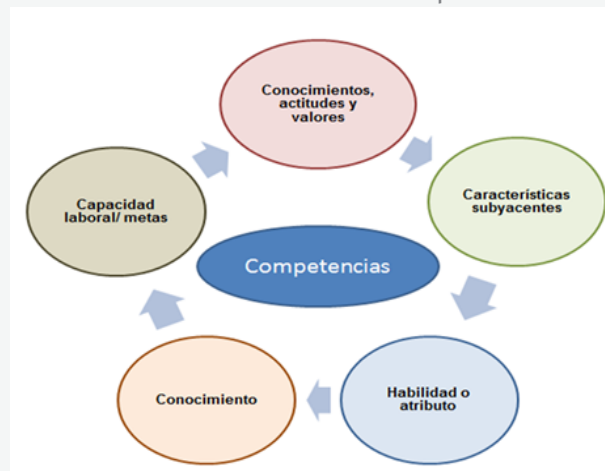 Conocimientos,
actitudes y
valores
Características
subyacentes
Habilidad o
atributo
Conocimiento
Capacidad
laboral/ metas
Competencias